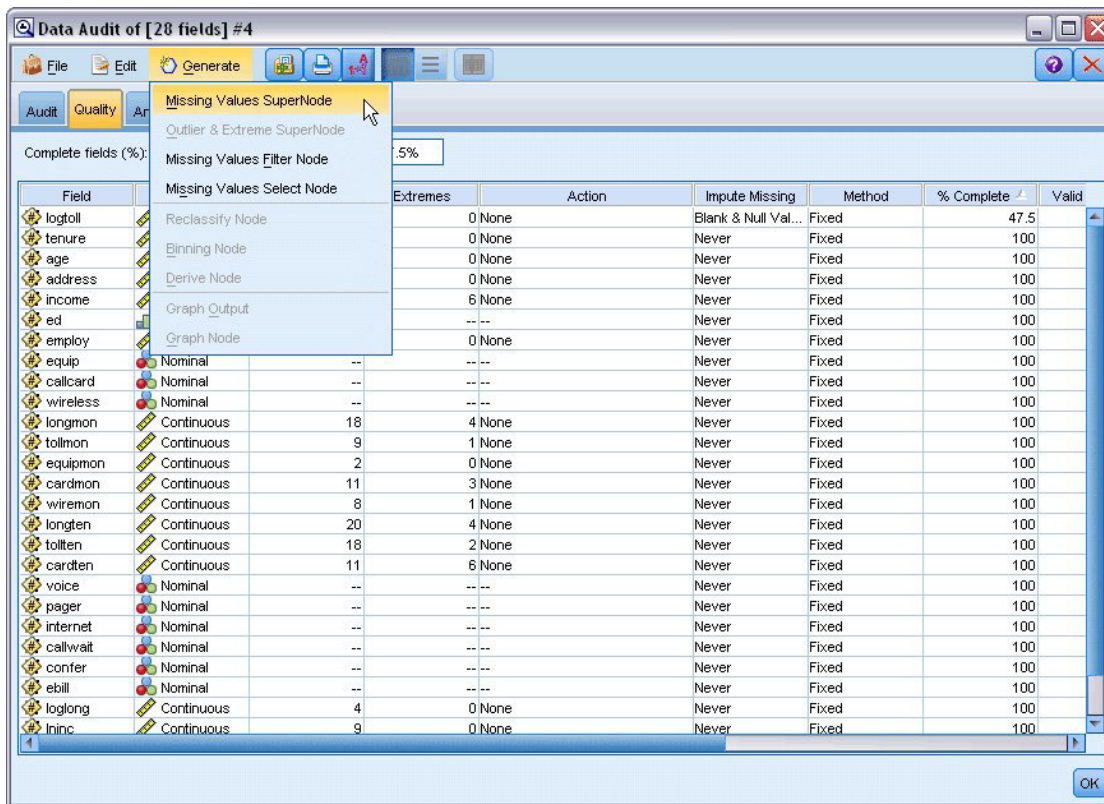 Data Audit of [28 fields] #4
File Edit Generate
Audit Quality An
Missing Values SuperNode
Outlier & Extreme SuperNode
Missing Values Filter Node
Missing Values Select Node
Reclassify Node
Binning Node
Derive Node
Graph Output
Graph Node
Complete fields (%): .5%
Field Extremes Action Impute Missing Method % Complete Valid
logtoll 0 None Blank & Null Val... Fixed 47.5
tenure 0 None Never Fixed 100
age 0 None Never Fixed 100
address 0 None Never Fixed 100
income 6 None Never Fixed 100
ed -- -- Never Fixed 100
employ 0 None Never Fixed 100
equip Nominal -- -- -- Never Fixed 100
callcard Nominal -- -- -- Never Fixed 100
wireless Nominal -- -- -- Never Fixed 100
longmon Continuous 18 4 None Never Fixed 100
tollmon Continuous 9 1 None Never Fixed 100
equipmon Continuous 2 0 None Never Fixed 100
cardmon Continuous 11 3 None Never Fixed 100
wiremon Continuous 8 1 None Never Fixed 100
longten Continuous 20 4 None Never Fixed 100
tollten Continuous 18 2 None Never Fixed 100
cardten Continuous 11 6 None Never Fixed 100
voice Nominal -- -- -- Never Fixed 100
pager Nominal -- -- -- Never Fixed 100
internet Nominal -- -- -- Never Fixed 100
callwait Nominal -- -- -- Never Fixed 100
confer Nominal -- -- -- Never Fixed 100
ebill Nominal -- -- -- Never Fixed 100
loglong Continuous 4 0 None Never Fixed 100
lninc Continuous 9 0 None Never Fixed 100
OK